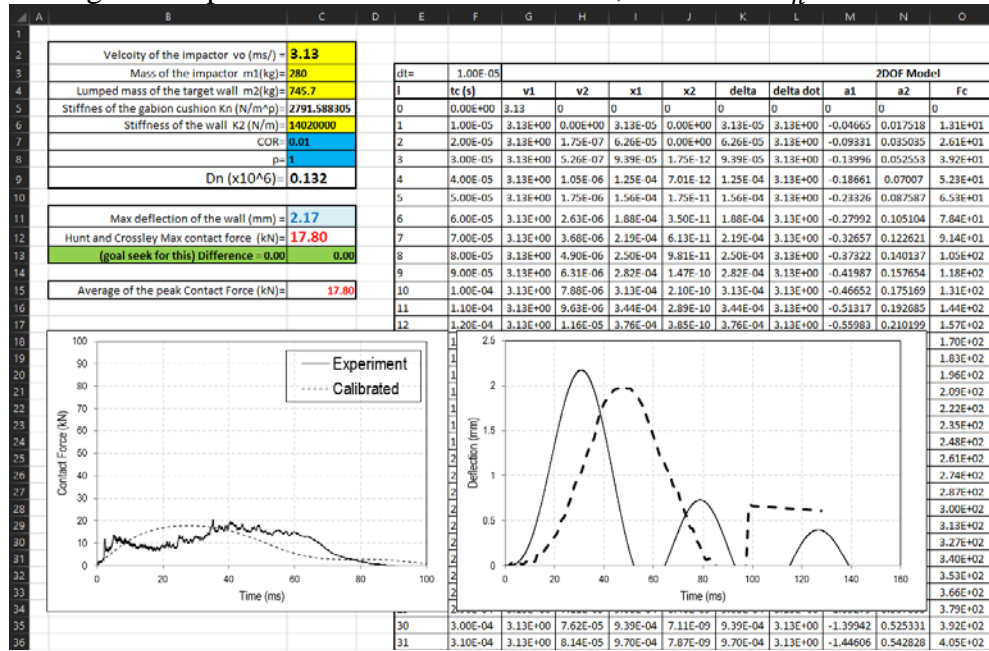 A B C D E F G H I J K L M N O
1
2 Velcoity of the impactor vo (ms/) = 3.13
3 Mass of the impactor m1(kg)= 280 dt= 1.00E-05 2DOF Model
4 Lumped mass of the target wall m2(kg)= 745.7 i tc (s) v1 v2 x1 x2 delta delta dot a1 a2 Fc
5 Stiffnes of the gabion cushion Kn (N/m^p)= 2791.588305 0 0.00E+00 3.13 0 0 0 0 0 0 0 0
6 Stiffness of the wall K2 (N/m)= 14020000 1 1.00E-05 3.13E+00 0.00E+00 3.13E-05 0.00E+00 3.13E-05 3.13E+00 -0.04665 0.017518 1.31E+01
7 COR= 0.01 2 2.00E-05 3.13E+00 1.75E-07 6.26E-05 0.00E+00 6.26E-05 3.13E+00 -0.09331 0.035035 2.61E+01
8 p= 1 3 3.00E-05 3.13E+00 5.26E-07 9.39E-05 1.75E-12 9.39E-05 3.13E+00 -0.13996 0.052553 3.92E+01
9 Dn (x10^6)= 0.132 4 4.00E-05 3.13E+00 1.05E-06 1.25E-04 7.01E-12 1.25E-04 3.13E+00 -0.18661 0.07007 5.23E+01
10 5 5.00E-05 3.13E+00 1.75E-06 1.56E-04 1.75E-11 1.56E-04 3.13E+00 -0.23326 0.087587 6.53E+01
11 Max deflection of the wall (mm) = 2.17 6 6.00E-05 3.13E+00 2.63E-06 1.88E-04 3.50E-11 1.88E-04 3.13E+00 -0.27992 0.105104 7.84E+01
12 Hunt and Crossley Max contact force (kN)= 17.80 7 7.00E-05 3.13E+00 3.68E-06 2.19E-04 6.13E-11 2.19E-04 3.13E+00 -0.32657 0.122621 9.14E+01
13 (goal seek for this) Difference = 0.00 0.00 8 8.00E-05 3.13E+00 4.90E-06 2.50E-04 9.81E-11 2.50E-04 3.13E+00 -0.37322 0.140137 1.05E+02
14 9 9.00E-05 3.13E+00 6.31E-06 2.82E-04 1.47E-10 2.82E-04 3.13E+00 -0.41987 0.157654 1.18E+02
15 Average of the peak Contact Force (kN)= 17.80 10 1.00E-04 3.13E+00 7.88E-06 3.13E-04 2.10E-10 3.13E-04 3.13E+00 -0.46652 0.175169 1.31E+02
16 11 1.10E-04 3.13E+00 9.63E-06 3.44E-04 2.89E-10 3.44E-04 3.13E+00 -0.51317 0.192685 1.44E+02
17 12 1.20E-04 3.13E+00 1.16E-05 3.76E-04 3.85E-10 3.76E-04 3.13E+00 -0.55983 0.210199 1.57E+02
18 1.70E+02
19 1.83E+02
20 1.96E+02
21 2.09E+02
22 2.22E+02
23 2.35E+02
24 2.48E+02
25 2.61E+02
26 2.74E+02
27 2.87E+02
28 3.00E+02
29 3.13E+02
30 3.27E+02
31 3.40E+02
32 3.53E+02
33 3.66E+02
34 3.79E+02
35 30 3.00E-04 3.13E+00 7.62E-05 9.39E-04 7.11E-09 9.39E-04 3.13E+00 -1.39942 0.525331 3.92E+02
36 31 3.10E-04 3.13E+00 8.14E-05 9.70E-04 7.87E-09 9.70E-04 3.13E+00 -1.44606 0.542828 4.05E+02
Contact Force (kN)
100
90
80
70
60
50
40
30
20
10
0
Experiment
Calibrated
0 20 40 60 80 100
Time (ms)
Deflection (mm)
2.5
2
1.5
1
0.5
0
0 20 40 60 80 100 120 140 160
Time (ms)